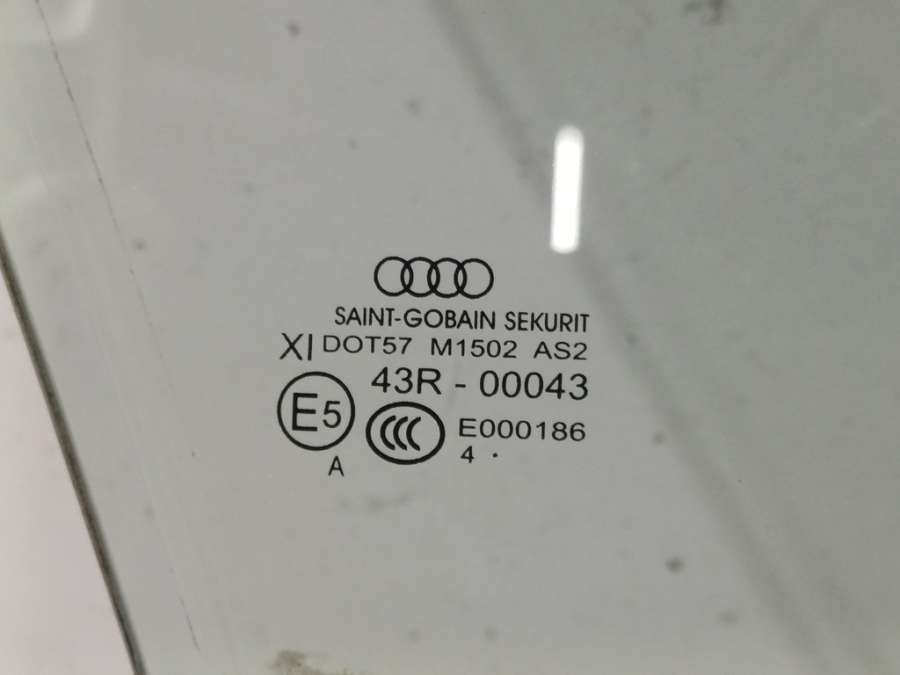 SAINT-GOBAIN SEKURIT
XI DOT57 M1502 AS2
43R - 00043
E5
E000186
A
4 .